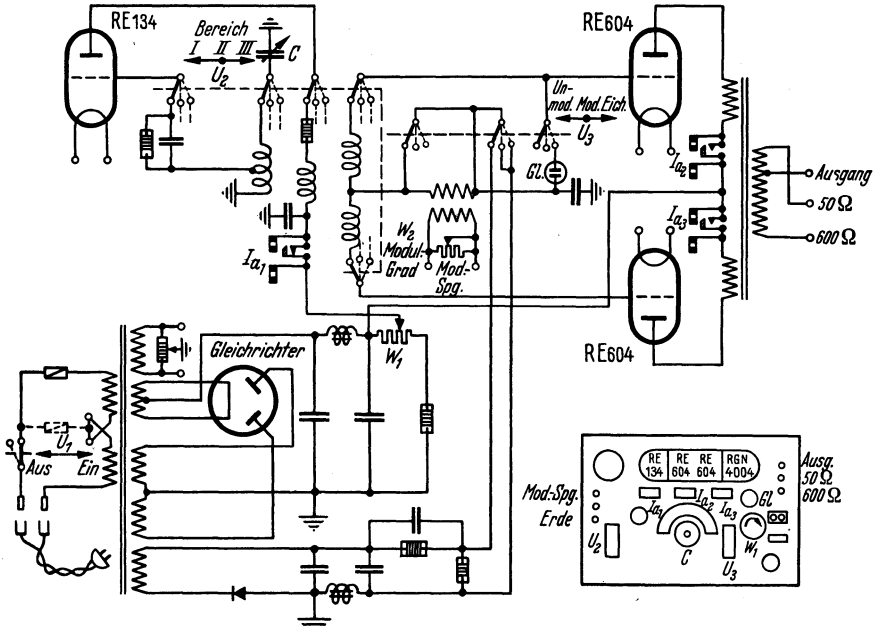 RE134
Bereich
I II III
U2
C
RE604
Un-
mod. Mod. Eich.
U3
Gl.
Ia2
Ia3
Ausgang
50 Ω
600 Ω
Ia1
W2
Modul.-
Grad
Mod.-
Spg.
RE604
Gleichrichter
W1
U1
Aus
Ein
RE 134
RE 604
RE 604
RGN 4004
Ausg.
50 Ω
600 Ω
Mod.-Spg.
Erde
Ia1
Ia2
Ia3
Gl
U2
C
U3
W1